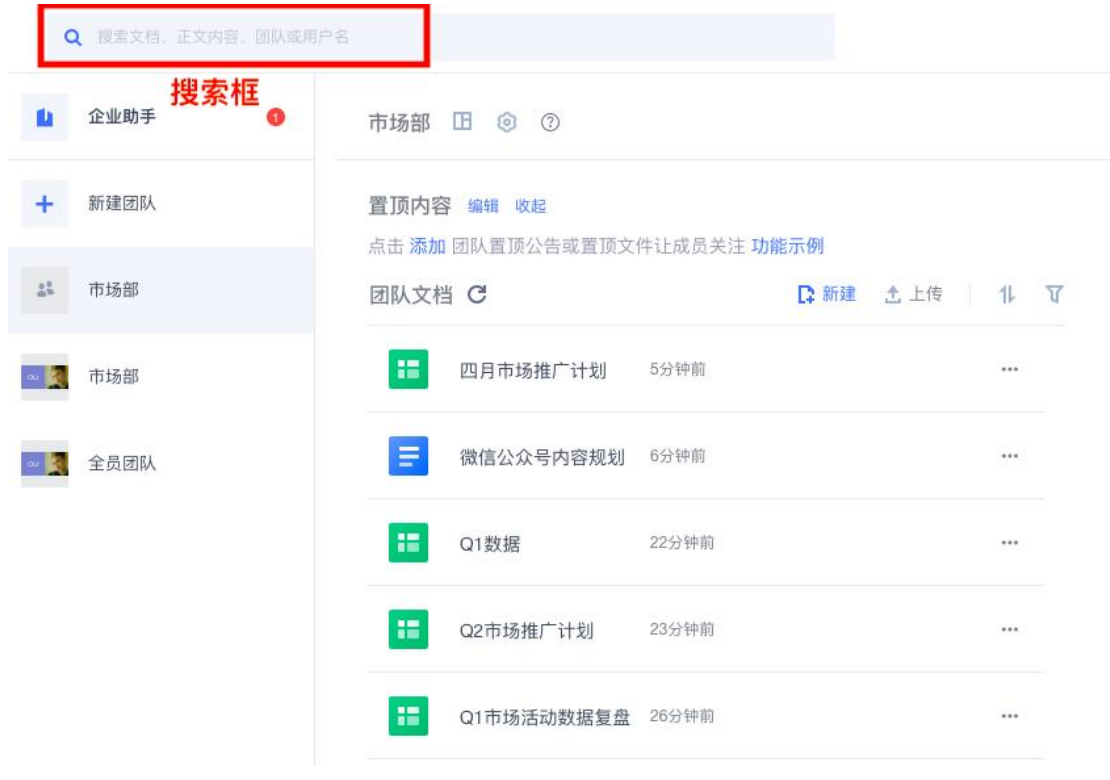 搜索文档、正文内容、团队或用户名
搜索框
企业助手
1
新建团队
市场部
市场部
全员团队
市场部
置顶内容 编辑 收起
点击 添加 团队置顶公告或置顶文件让成员关注 功能示例
团队文档 新建 上传
四月市场推广计划 5分钟前
微信公众号内容规划 6分钟前
Q1数据 22分钟前
Q2市场推广计划 23分钟前
Q1市场活动数据复盘 26分钟前